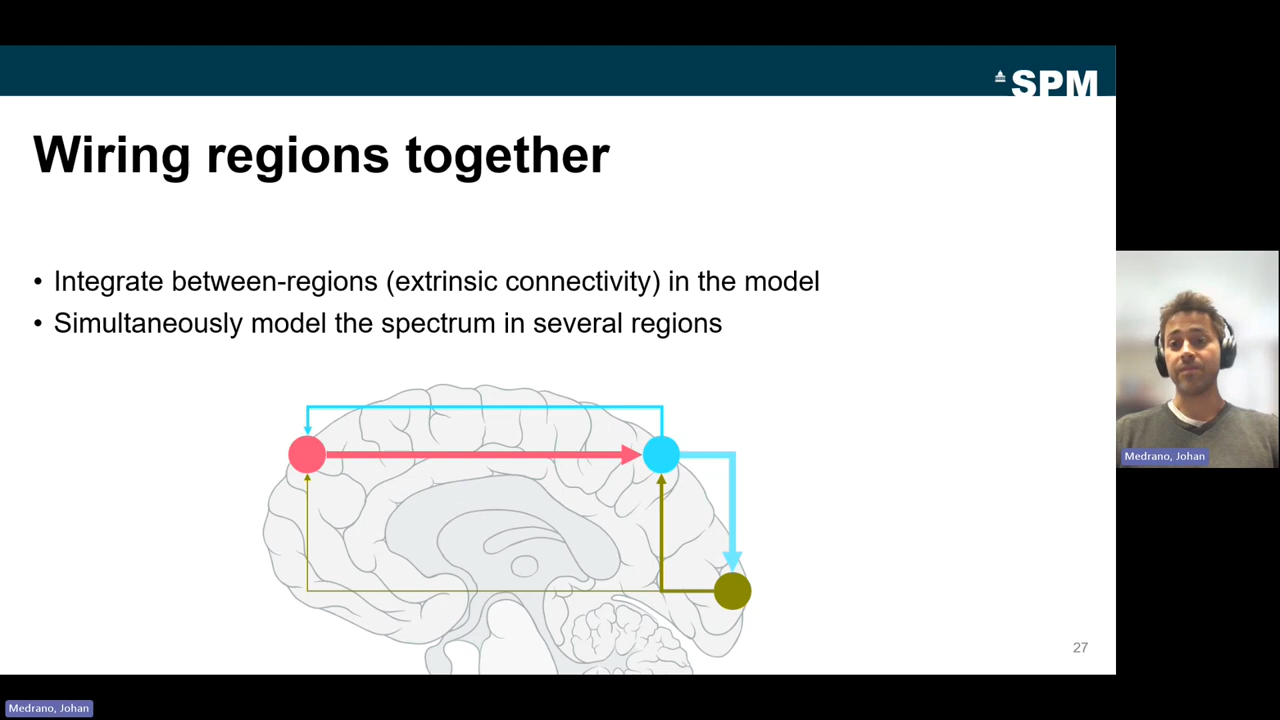 SPM
Wiring regions together
• Integrate between-regions (extrinsic connectivity) in the model
• Simultaneously model the spectrum in several regions
27
Medrano, Johan
Medrano, Johan